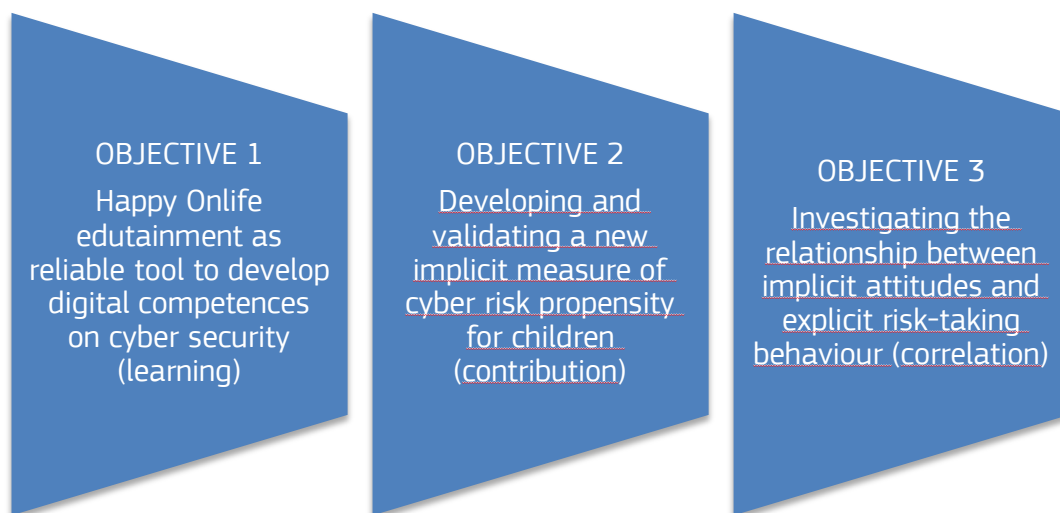 OBJECTIVE 1
Happy Onlife
edutainment as
reliable tool to develop
digital competences
on cyber security
(learning)
OBJECTIVE 2
Developing and
validating a new
implicit measure of
cyber risk propensity
for children
(contribution)
OBJECTIVE 3
Investigating the
relationship between
implicit attitudes and
explicit risk-taking
behaviour (correlation)